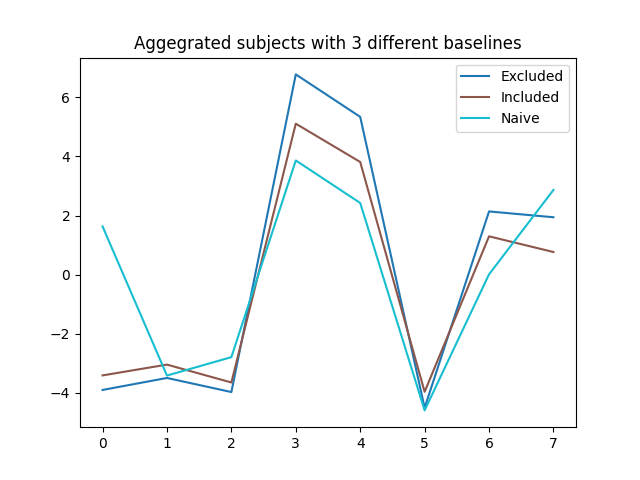 Aggegrated subjects with 3 different baselines
Excluded
Included
Naive
6
4
2
0
−2
−4
0 1 2 3 4 5 6 7